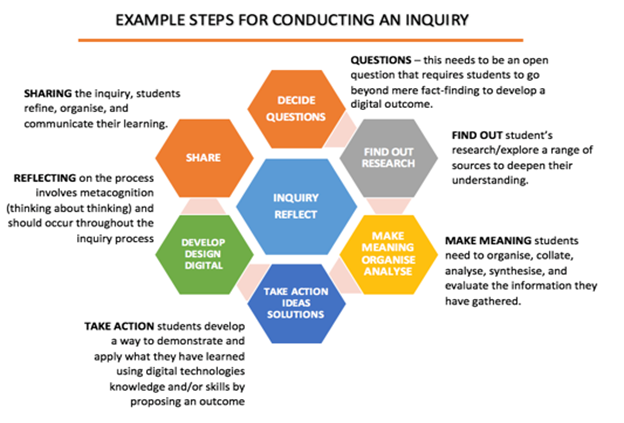 EXAMPLE STEPS FOR CONDUCTING AN INQUIRY
QUESTIONS – this needs to be an open
question that requires students to go
beyond mere fact-finding to develop a
digital outcome.
DECIDE
QUESTIONS
FIND OUT
RESEARCH
FIND OUT student's
research/explore a range of
sources to deepen their
understanding.
MAKE
MEANING
ORGANISE
ANALYSE
MAKE MEANING students
need to organise, collate,
analyse, synthesise, and
evaluate the information they
have gathered.
TAKE ACTION
IDEAS
SOLUTIONS
TAKE ACTION students develop
a way to demonstrate and
apply what they have learned
using digital technologies
knowledge and/or skills by
proposing an outcome
DEVELOP
DESIGN
DIGITAL
SHARE
SHARING the inquiry, students
refine, organise, and
communicate their learning.
INQUIRY
REFLECT
REFLECTING on the process
involves metacognition
(thinking about thinking) and
should occur throughout the
inquiry process